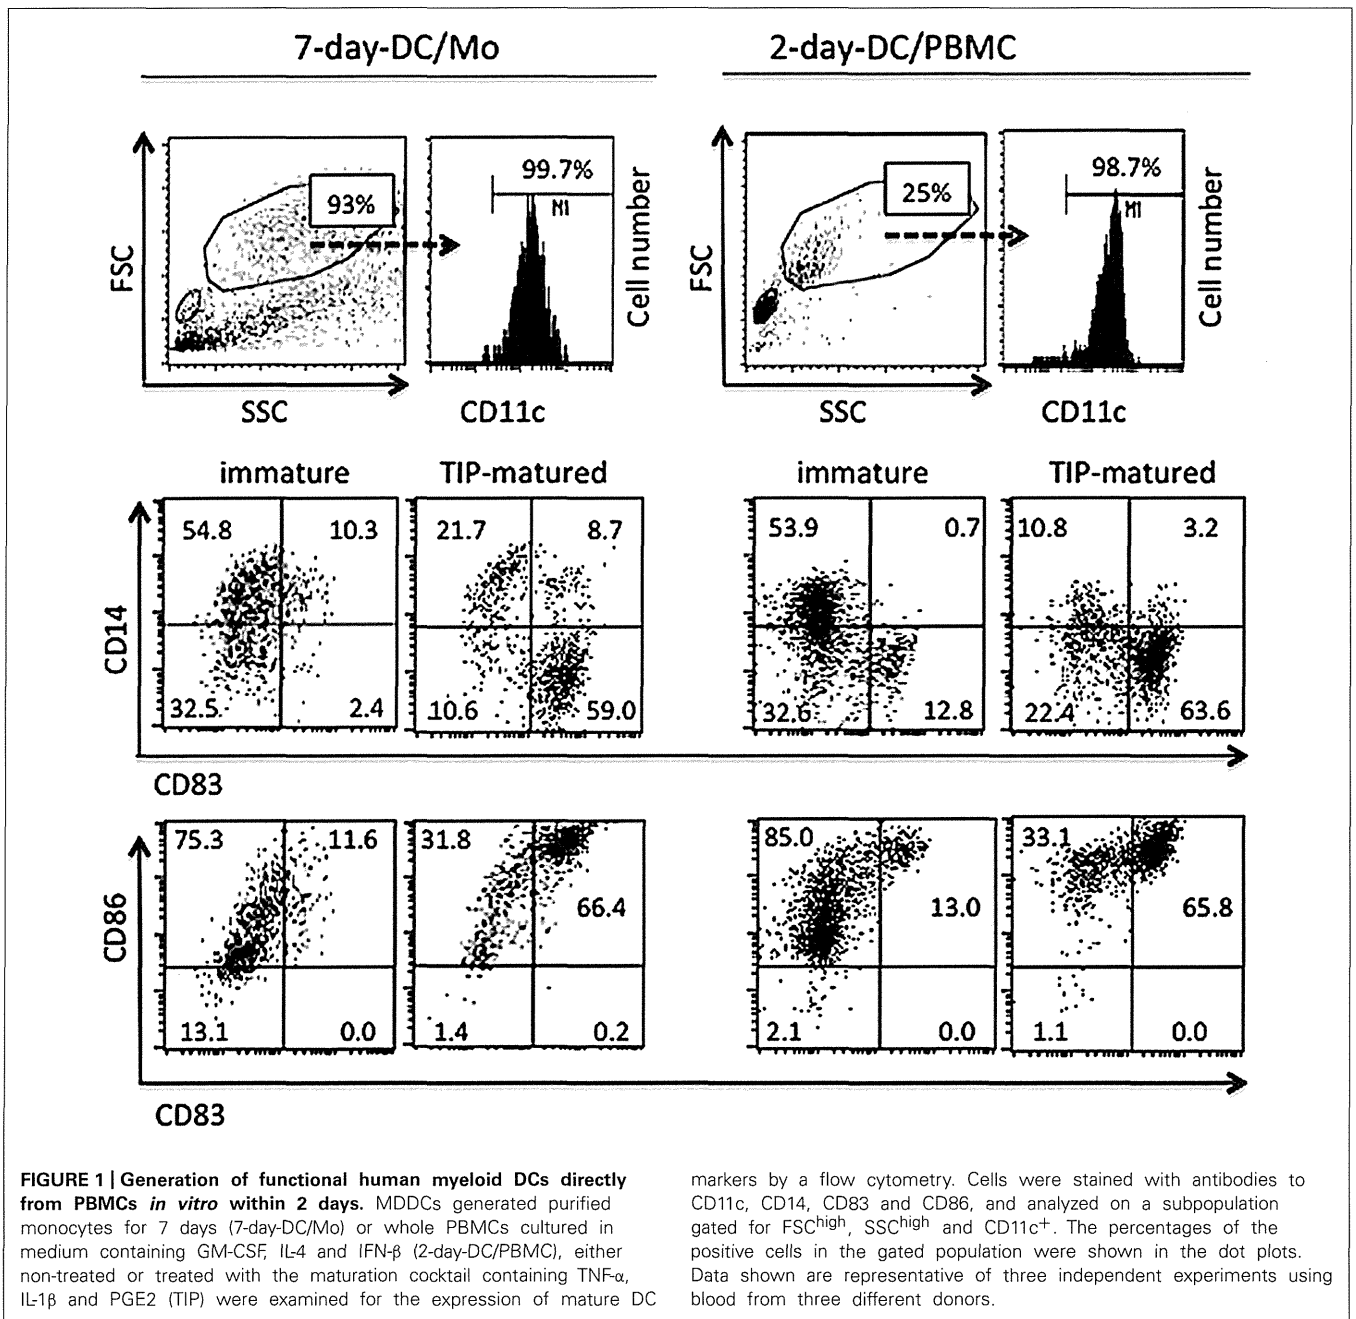 7-day-DC/Mo
2-day-DC/PBMC
FSC
93%
SSC
99.7%
M1
Cell number
CD11c
FSC
25%
SSC
98.7%
M1
Cell number
CD11c
immature
TIP-matured
immature
TIP-matured
CD14
54.8 10.3
32.5 2.4
21.7 8.7
10.6 59.0
53.9 0.7
32.6 12.8
10.8 3.2
22.4 63.6
CD83
CD86
75.3 11.6
13.1 0.0
31.8
66.4
1.4 0.2
85.0
13.0
2.1 0.0
33.1
65.8
1.1 0.0
CD83
FIGURE 1 | Generation of functional human myeloid DCs directly
from PBMCs in vitro within 2 days. MDDCs generated purified
monocytes for 7 days (7-day-DC/Mo) or whole PBMCs cultured in
medium containing GM-CSF, IL-4 and IFN-β (2-day-DC/PBMC), either
non-treated or treated with the maturation cocktail containing TNF-α,
IL-1β and PGE2 (TIP) were examined for the expression of mature DC
markers by a flow cytometry. Cells were stained with antibodies to
CD11c, CD14, CD83 and CD86, and analyzed on a subpopulation
gated for FSChigh, SSChigh and CD11c+. The percentages of the
positive cells in the gated population were shown in the dot plots.
Data shown are representative of three independent experiments using
blood from three different donors.